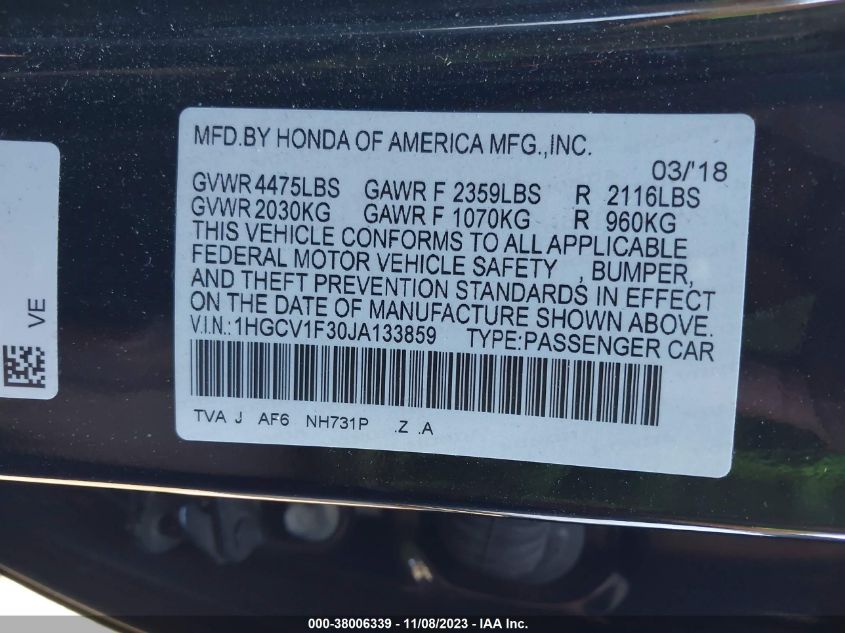 MFD.BY HONDA OF AMERICA MFG.,INC.
03/'18
GVWR 4475LBS GAWR F 2359LBS R 2116LBS
GVWR 2030KG GAWR F 1070KG R 960KG
THIS VEHICLE CONFORMS TO ALL APPLICABLE
FEDERAL MOTOR VEHICLE SAFETY , BUMPER,
AND THEFT PREVENTION STANDARDS IN EFFECT
ON THE DATE OF MANUFACTURE SHOWN ABOVE.
V.I.N.:1HGCV1F30JA133859 TYPE:PASSENGER CAR
TVA J AF6 NH731P .Z .A
VE
000-38006339 - 11/08/2023 - IAA Inc.